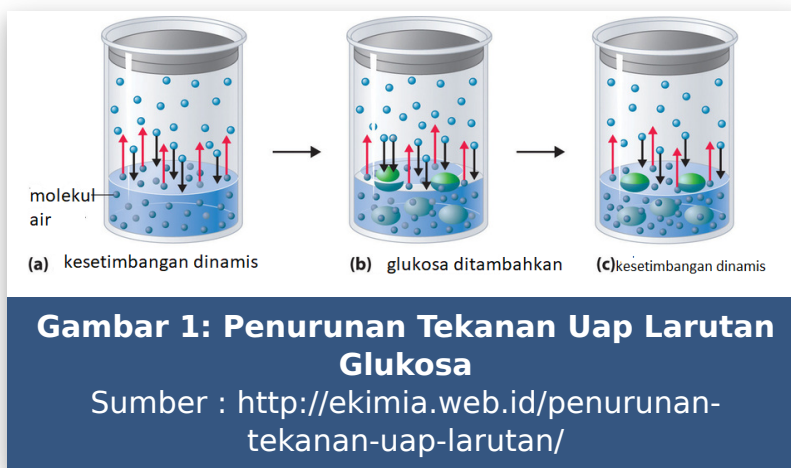 molekul
air
(a) kesetimbangan dinamis
(b) glukosa ditambahkan
(c)kesetimbangan dinamis
Gambar 1: Penurunan Tekanan Uap Larutan
Glukosa
Sumber : http://ekimia.web.id/penurunan-
tekanan-uap-larutan/